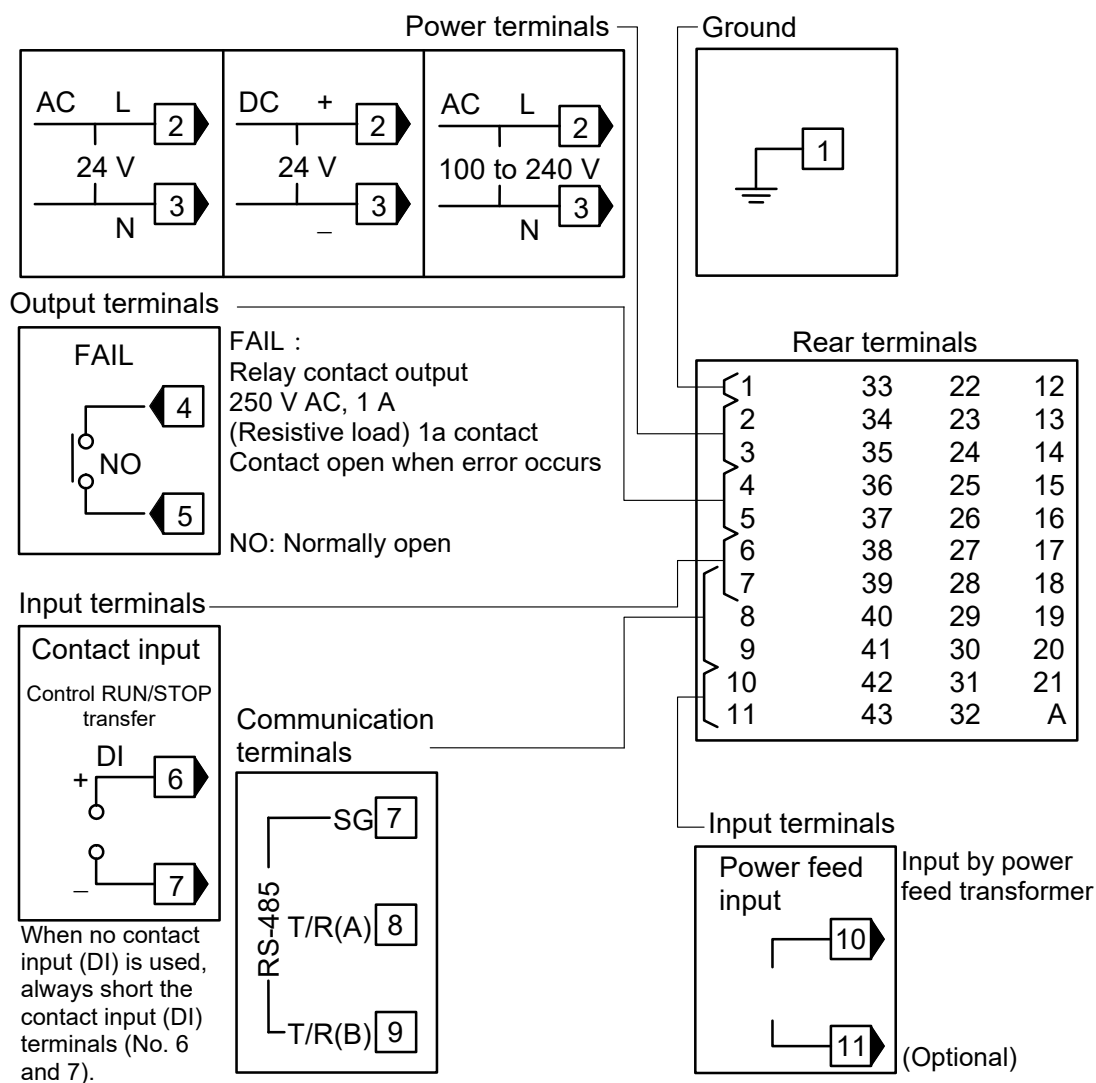 Power terminals
Ground
AC L 2
24 V
N 3
DC + 2
24 V
– 3
AC L 2
100 to 240 V
N 3
1
Output terminals
FAIL
4
NO
5
FAIL :
Relay contact output
250 V AC, 1 A
(Resistive load) 1a contact
Contact open when error occurs
NO: Normally open
Rear terminals
1 33 22 12
2 34 23 13
3 35 24 14
4 36 25 15
5 37 26 16
6 38 27 17
7 39 28 18
8 40 29 19
9 41 30 20
10 42 31 21
11 43 32 A
Input terminals
Contact input
Control RUN/STOP
transfer
DI
+ 6
– 7
When no contact
input (DI) is used,
always short the
contact input (DI)
terminals (No. 6
and 7).
Communication
terminals
RS-485
SG 7
T/R(A) 8
T/R(B) 9
Input terminals
Power feed
input
10
11
Input by power
feed transformer
(Optional)